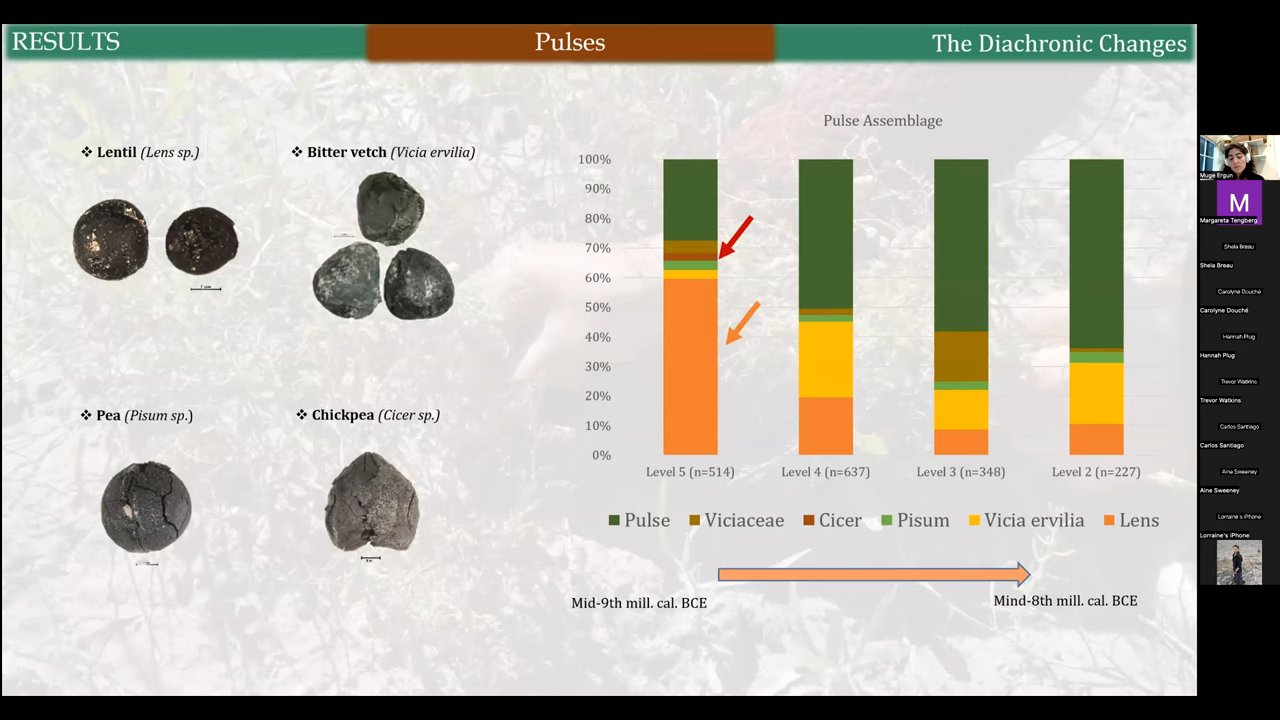 RESULTS
Pulses
The Diachronic Changes
❖ Lentil (Lens sp.)
❖ Bitter vetch (Vicia ervilia)
❖ Pea (Pisum sp.)
❖ Chickpea (Cicer sp.)
Pulse Assemblage
100%
90%
80%
70%
60%
50%
40%
30%
20%
10%
0%
Level 5 (n=514)
Level 4 (n=637)
Level 3 (n=348)
Level 2 (n=227)
Pulse
Viciaceae
Cicer
Pisum
Vicia ervilia
Lens
Mid-9th mill. cal. BCE
Mind-8th mill. cal. BCE
Muge Ergun
M
Margareta Tengberg
Shela Breau
Shela Breau
Carolyne Douché
Carolyne Douché
Hannah Plug
Hannah Plug
Trevor Watkins
Trevor Watkins
Carlos Santiago
Carlos Santiago
Aine Sweeney
Aine Sweeney
Lorraine's iPhone
Lorraine's iPhone